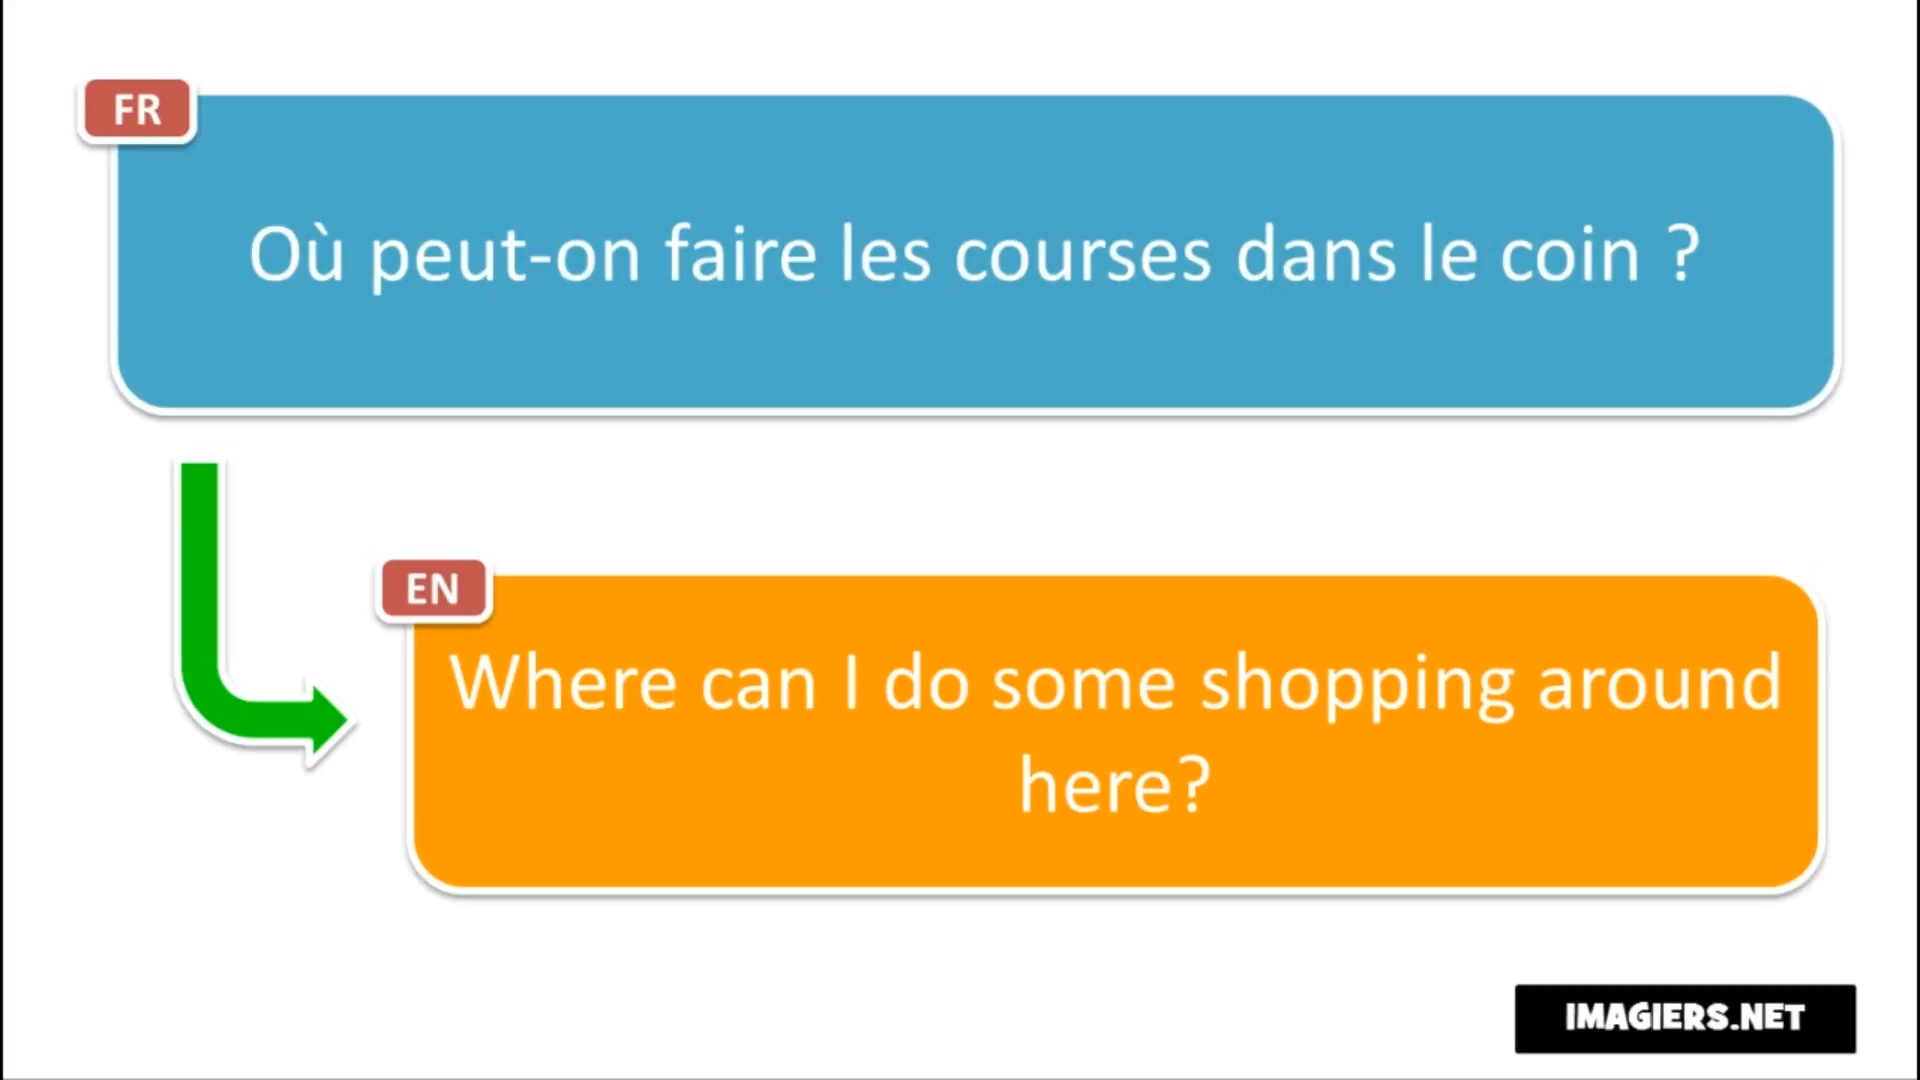 FR
Où peut-on faire les courses dans le coin ?
EN
Where can I do some shopping around
here?
IMAGIERS.NET